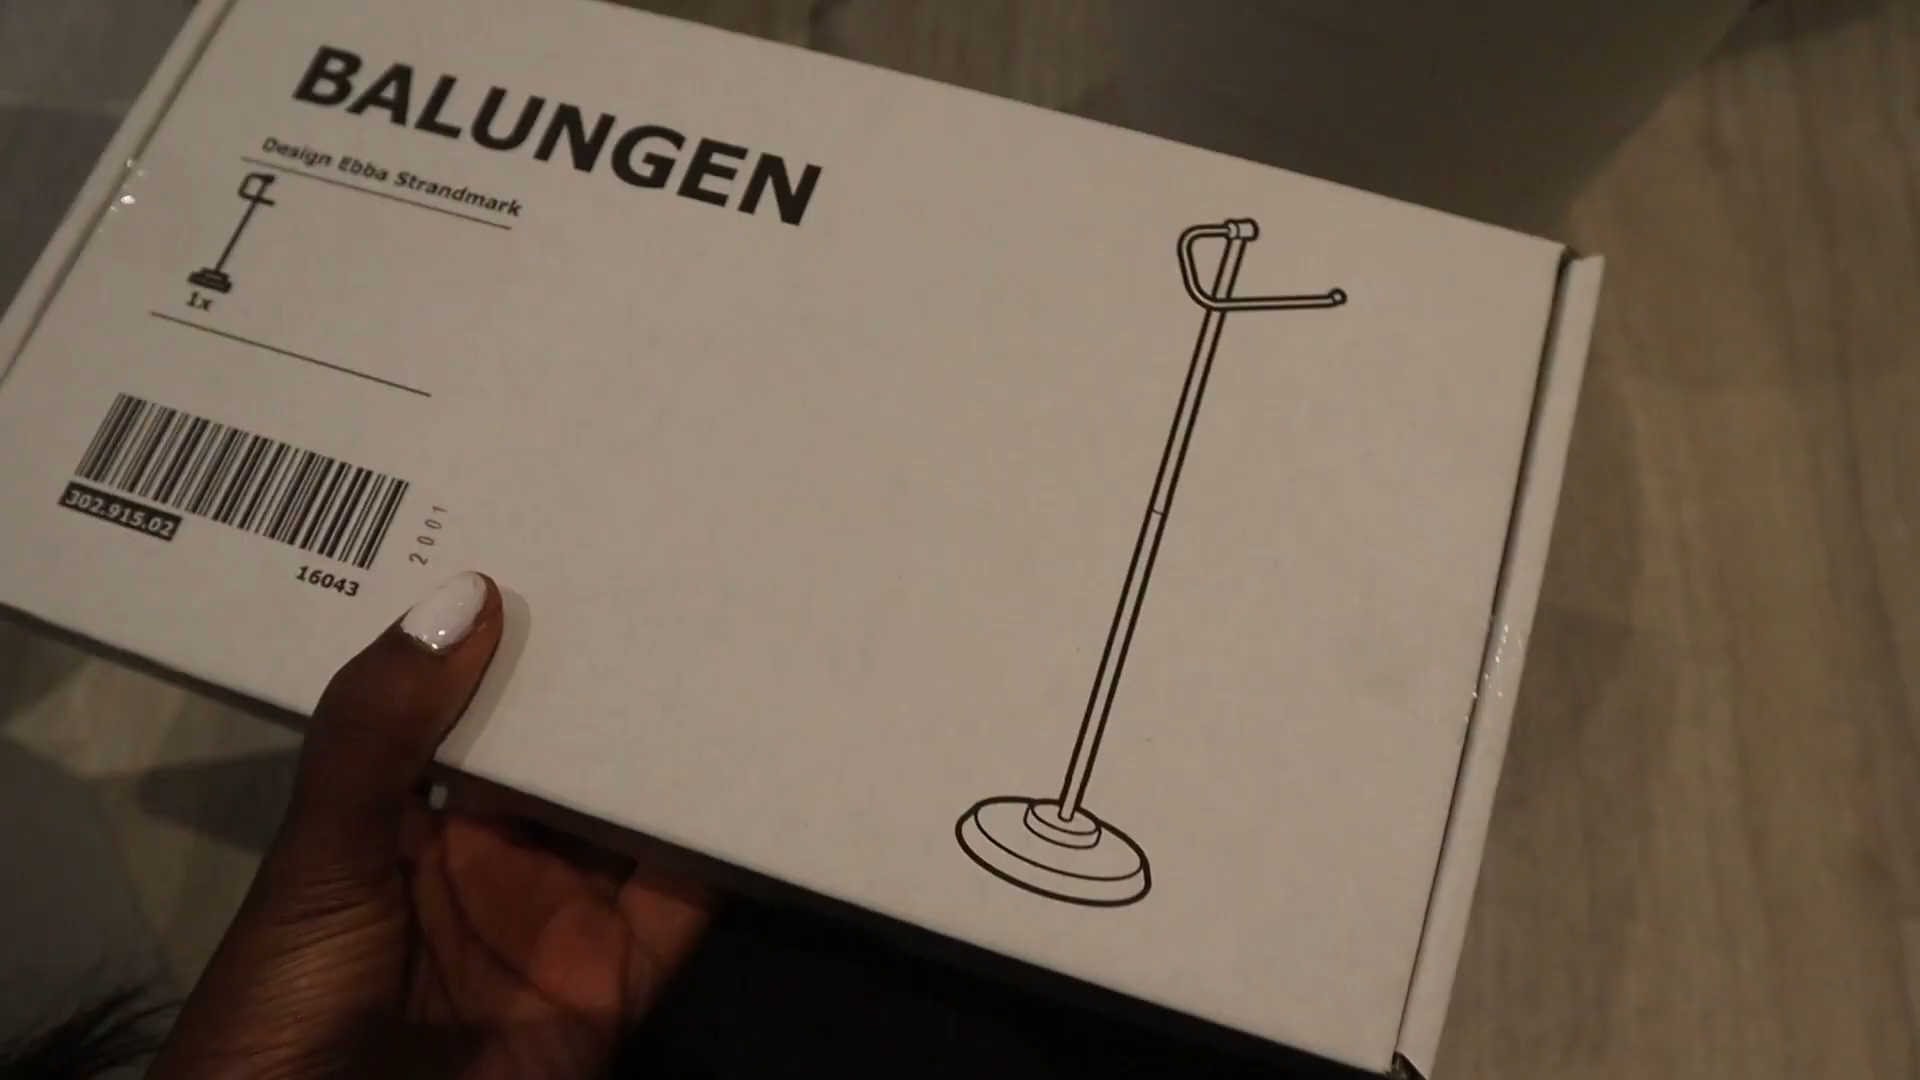 BALUNGEN
Design Ebba Strandmark
1x
302.915.02
2001
16043